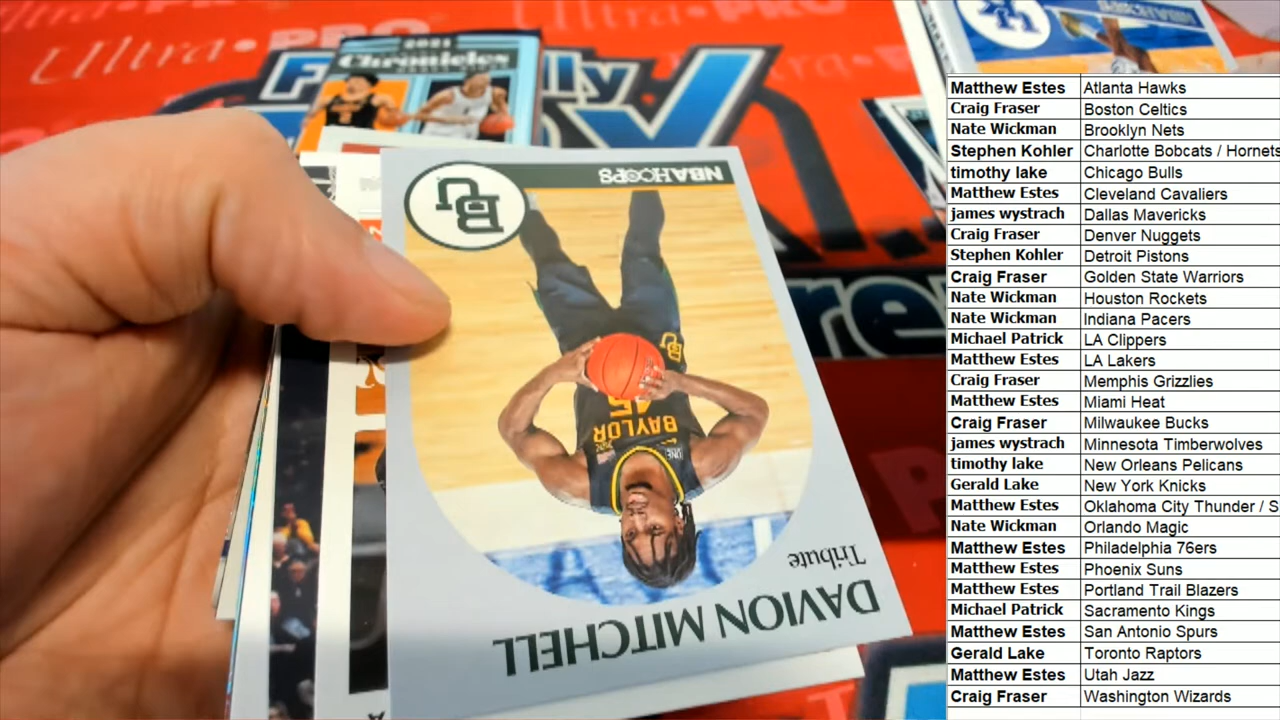 Ultra•PRO
Ultra•PRO
2021
Chronicles
NBA HOOPS
BU
BU
45
BAYLOR
Tribute
DAVION MITCHELL
Matthew Estes Atlanta Hawks
Craig Fraser Boston Celtics
Nate Wickman Brooklyn Nets
Stephen Kohler Charlotte Bobcats / Hornets
timothy lake Chicago Bulls
Matthew Estes Cleveland Cavaliers
james wystrach Dallas Mavericks
Craig Fraser Denver Nuggets
Stephen Kohler Detroit Pistons
Craig Fraser Golden State Warriors
Nate Wickman Houston Rockets
Nate Wickman Indiana Pacers
Michael Patrick LA Clippers
Matthew Estes LA Lakers
Craig Fraser Memphis Grizzlies
Matthew Estes Miami Heat
Craig Fraser Milwaukee Bucks
james wystrach Minnesota Timberwolves
timothy lake New Orleans Pelicans
Gerald Lake New York Knicks
Matthew Estes Oklahoma City Thunder / S
Nate Wickman Orlando Magic
Matthew Estes Philadelphia 76ers
Matthew Estes Phoenix Suns
Matthew Estes Portland Trail Blazers
Michael Patrick Sacramento Kings
Matthew Estes San Antonio Spurs
Gerald Lake Toronto Raptors
Matthew Estes Utah Jazz
Craig Fraser Washington Wizards